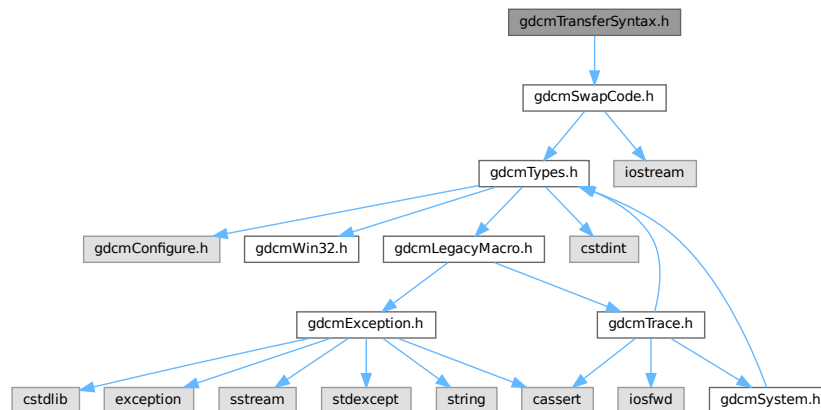 gdcmTransferSyntax.h
gdcmSwapCode.h
gdcmTypes.h
iostream
gdcmConfigure.h
gdcmWin32.h
gdcmLegacyMacro.h
cstdint
gdcmException.h
gdcmTrace.h
cstdlib
exception
sstream
stdexcept
string
cassert
iosfwd
gdcmSystem.h